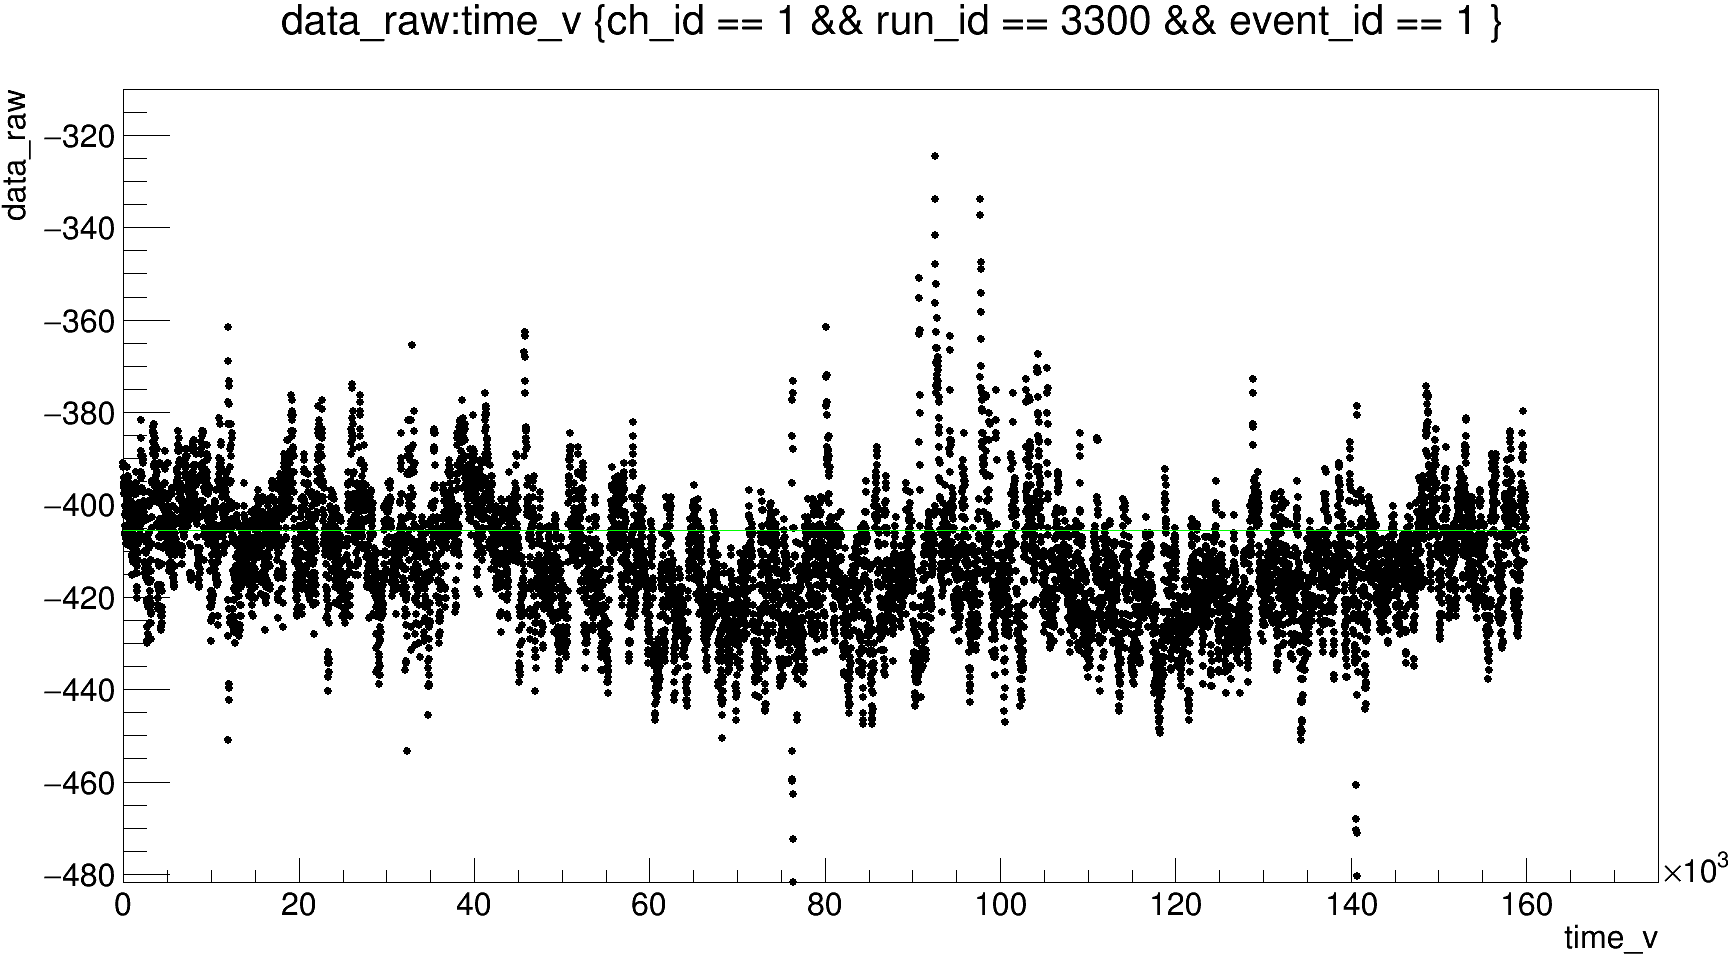 data_raw:time_v {ch_id == 1 && run_id == 3300 && event_id == 1 }
data_raw
−320
−340
−360
−380
−400
−420
−440
−460
−480
0 20 40 60 80 100 120 140 160
×10³
time_v